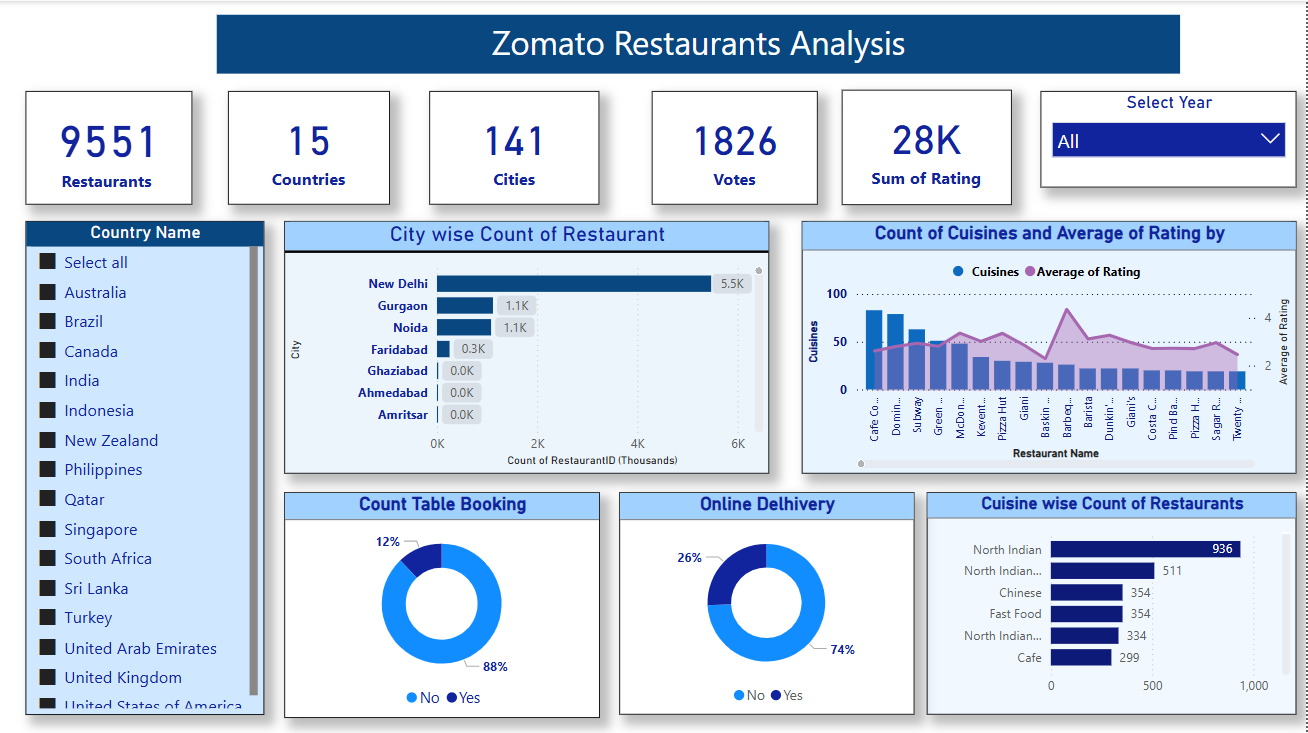 Zomato Restaurants Analysis
9551
Restaurants
15
Countries
141
Cities
1826
Votes
28K
Sum of Rating
Select Year
All
Country Name
Select all
Australia
Brazil
Canada
India
Indonesia
New Zealand
Philippines
Qatar
Singapore
South Africa
Sri Lanka
Turkey
United Arab Emirates
United Kingdom
United States of America
City wise Count of Restaurant
City
New Delhi 5.5K
Gurgaon 1.1K
Noida 1.1K
Faridabad 0.3K
Ghaziabad 0.0K
Ahmedabad 0.0K
Amritsar 0.0K
0K 2K 4K 6K
Count of RestaurantID (Thousands)
Count of Cuisines and Average of Rating by
Cuisines Average of Rating
Cuisines
100
50
0
4
2
Average of Rating
Cafe Co...
Domin...
Subway
Green ...
McDon...
Kevent...
Pizza Hut
Giani
Baskin ...
Barbeq...
Barista
Dunkin'...
Giani's
Costa C...
Pind Ba...
Pizza H...
Sagar R...
Twenty ...
Restaurant Name
Count Table Booking
12%
88%
No Yes
Online Delhivery
26%
74%
No Yes
Cuisine wise Count of Restaurants
North Indian 936
North Indian... 511
Chinese 354
Fast Food 354
North Indian... 334
Cafe 299
0 500 1,000